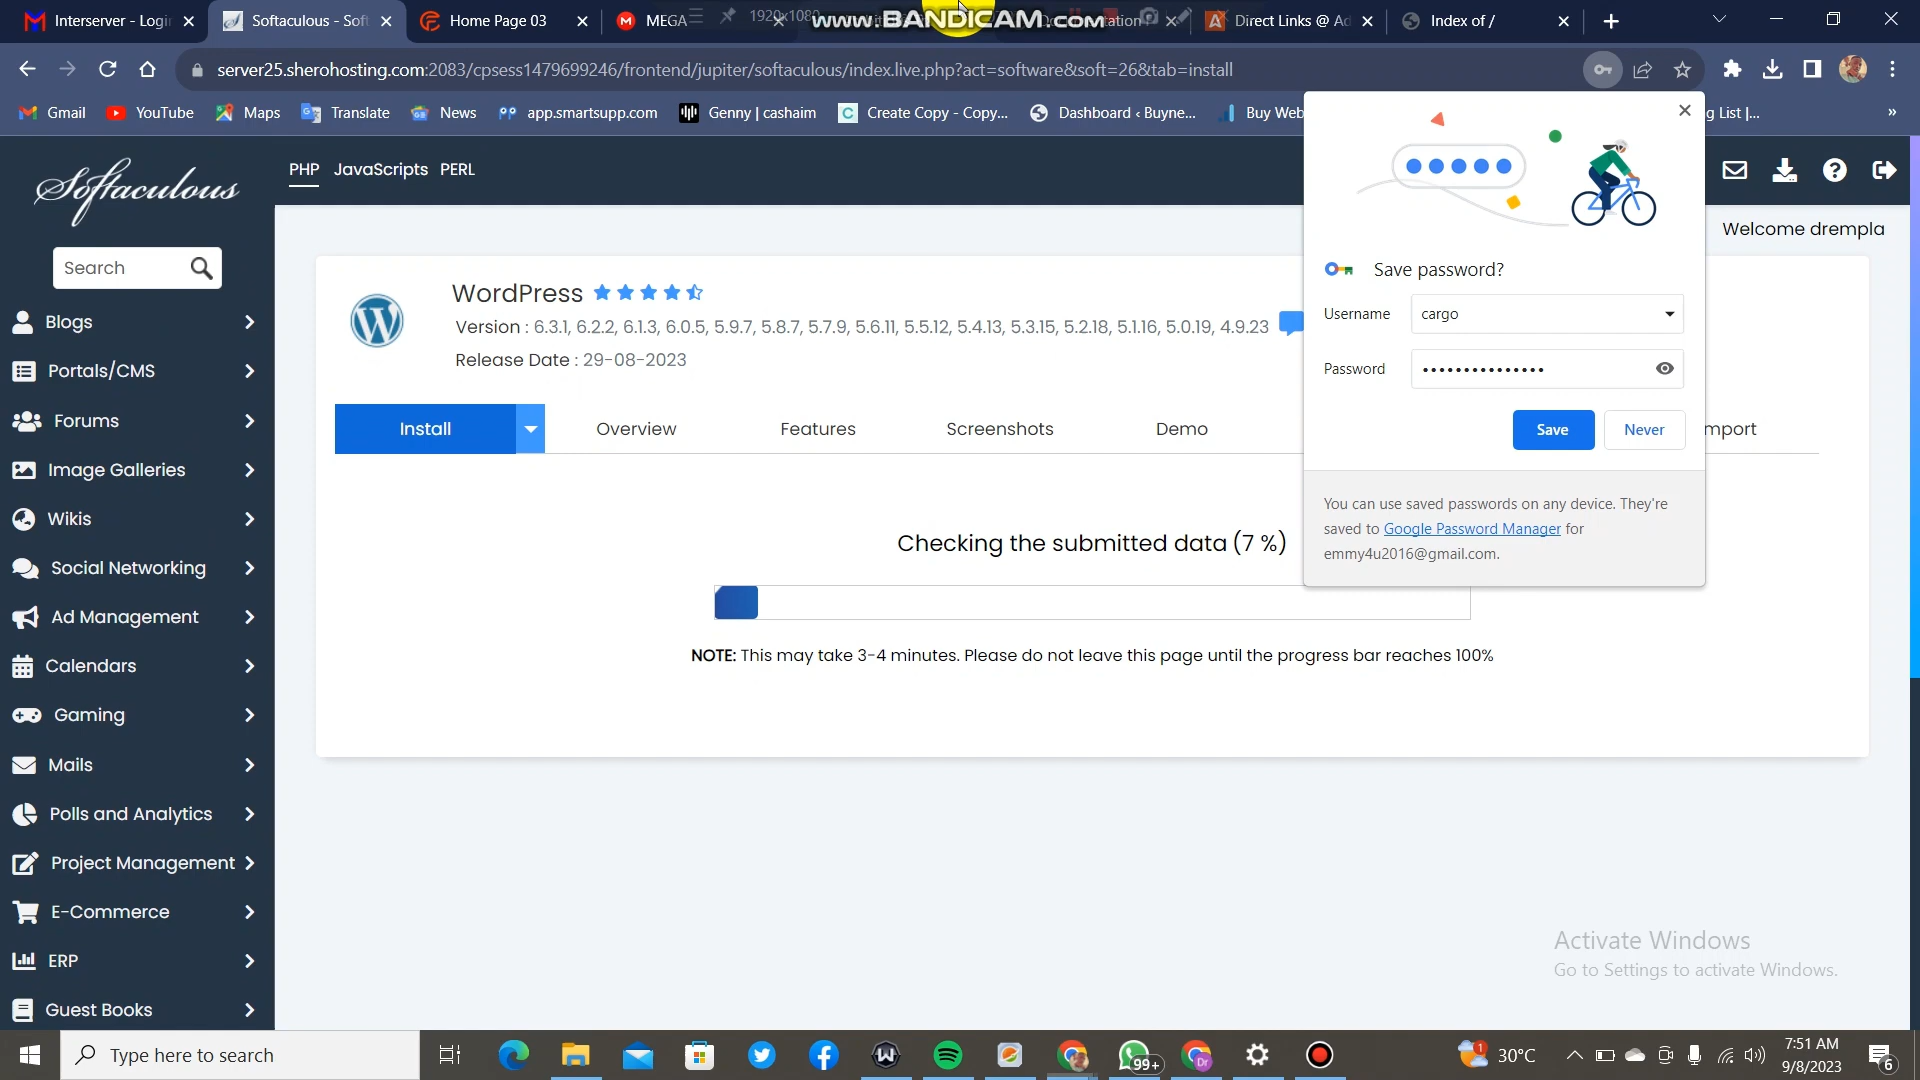 Interserver - Logi
Softaculous - Soft
Home Page 03
MEGA
1920x1080
www.BANDICAM.com
Direct Links @ Ad
Index of /
server25.sherohosting.com:2083/cpsess1479699246/frontend/jupiter/softaculous/index.live.php?act=software&soft=26&tab=install
Gmail
YouTube
Maps
Translate
News
app.smartsupp.com
Genny | cashaim
Create Copy - Copy...
Dashboard ‹ Buyne...
Buy Web
g List |...
»
Softaculous
PHP
JavaScripts
PERL
Welcome drempla
Search
Blogs
Portals/CMS
Forums
Image Galleries
Wikis
Social Networking
Ad Management
Calendars
Gaming
Mails
Polls and Analytics
Project Management
E-Commerce
ERP
Guest Books
WordPress
Version : 6.3.1, 6.2.2, 6.1.3, 6.0.5, 5.9.7, 5.8.7, 5.7.9, 5.6.11, 5.5.12, 5.4.13, 5.3.15, 5.2.18, 5.1.16, 5.0.19, 4.9.23
Release Date : 29-08-2023
Install
Overview
Features
Screenshots
Demo
mport
Checking the submitted data (7 %)
NOTE: This may take 3-4 minutes. Please do not leave this page until the progress bar reaches 100%
Save password?
Username
cargo
Password
•••••••••••••••
Save
Never
You can use saved passwords on any device. They're
saved to Google Password Manager for
emmy4u2016@gmail.com.
Activate Windows
Go to Settings to activate Windows.
Type here to search
99+
Dr
1
30°C
7:51 AM
9/8/2023
6